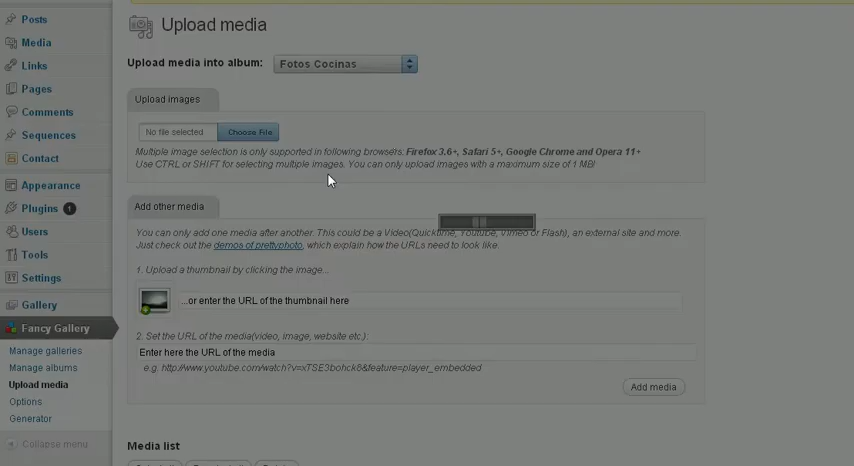 Posts
Media
Links
Pages
Comments
Sequences
Contact
Appearance
Plugins 1
Users
Tools
Settings
Gallery
Fancy Gallery
Manage galleries
Manage albums
Upload media
Options
Generator
Collapse menu
Upload media
Upload media into album: Fotos Cocinas
Upload images
No file selected Choose File
Multiple image selection is only supported in following browsers: Firefox 3.6+, Safari 5+, Google Chrome and Opera 11+
Use CTRL or SHIFT for selecting multiple images. You can only upload images with a maximum size of 1 MB!
Add other media
You can only add one media after another. This could be a Video(Quicktime, Youtube, Vimeo or Flash), an external site and more.
Just check out the demos of prettyphoto, which explain how the URLs need to look like.
1. Upload a thumbnail by clicking the image...
...or enter the URL of the thumbnail here
2. Set the URL of the media(video, image, website etc.):
Enter here the URL of the media
e.g. http://www.youtube.com/watch?v=xTSE3bohck8&feature=player_embedded
Add media
Media list